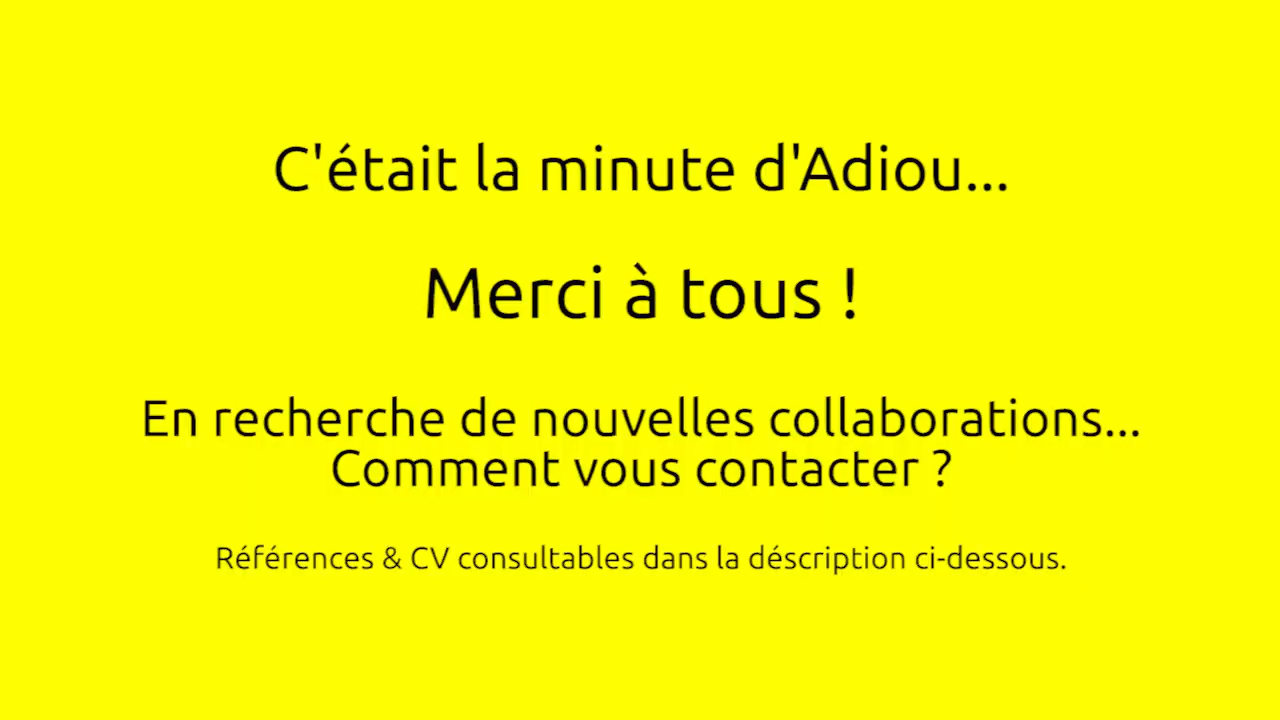 C'était la minute d'Adiou...
Merci à tous !
En recherche de nouvelles collaborations...
Comment vous contacter ?
Références & CV consultables dans la déscription ci-dessous.